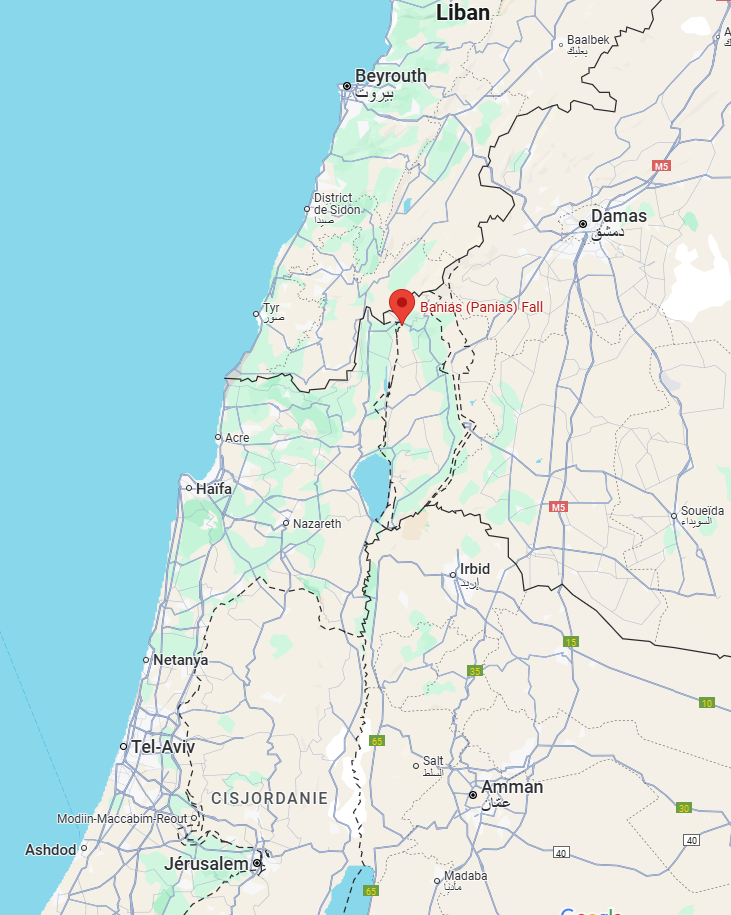 Liban
Baalbek
بعلبك
Beyrouth
بيروت
M5
District
de Sidon
صيدا
Damas
دمشق
Banias (Panias) Fall
Tyr
صور
Acre
Haïfa
Nazareth
M5
Soueïda
السويداء
Irbid
إربد
15
Netanya
35
10
65
Tel-Aviv
Salt
السلط
Amman
عمّان
CISJORDANIE
30
Modiin-Maccabim-Reout
40
40
Ashdod
Jérusalem
Madaba
مادبا
65